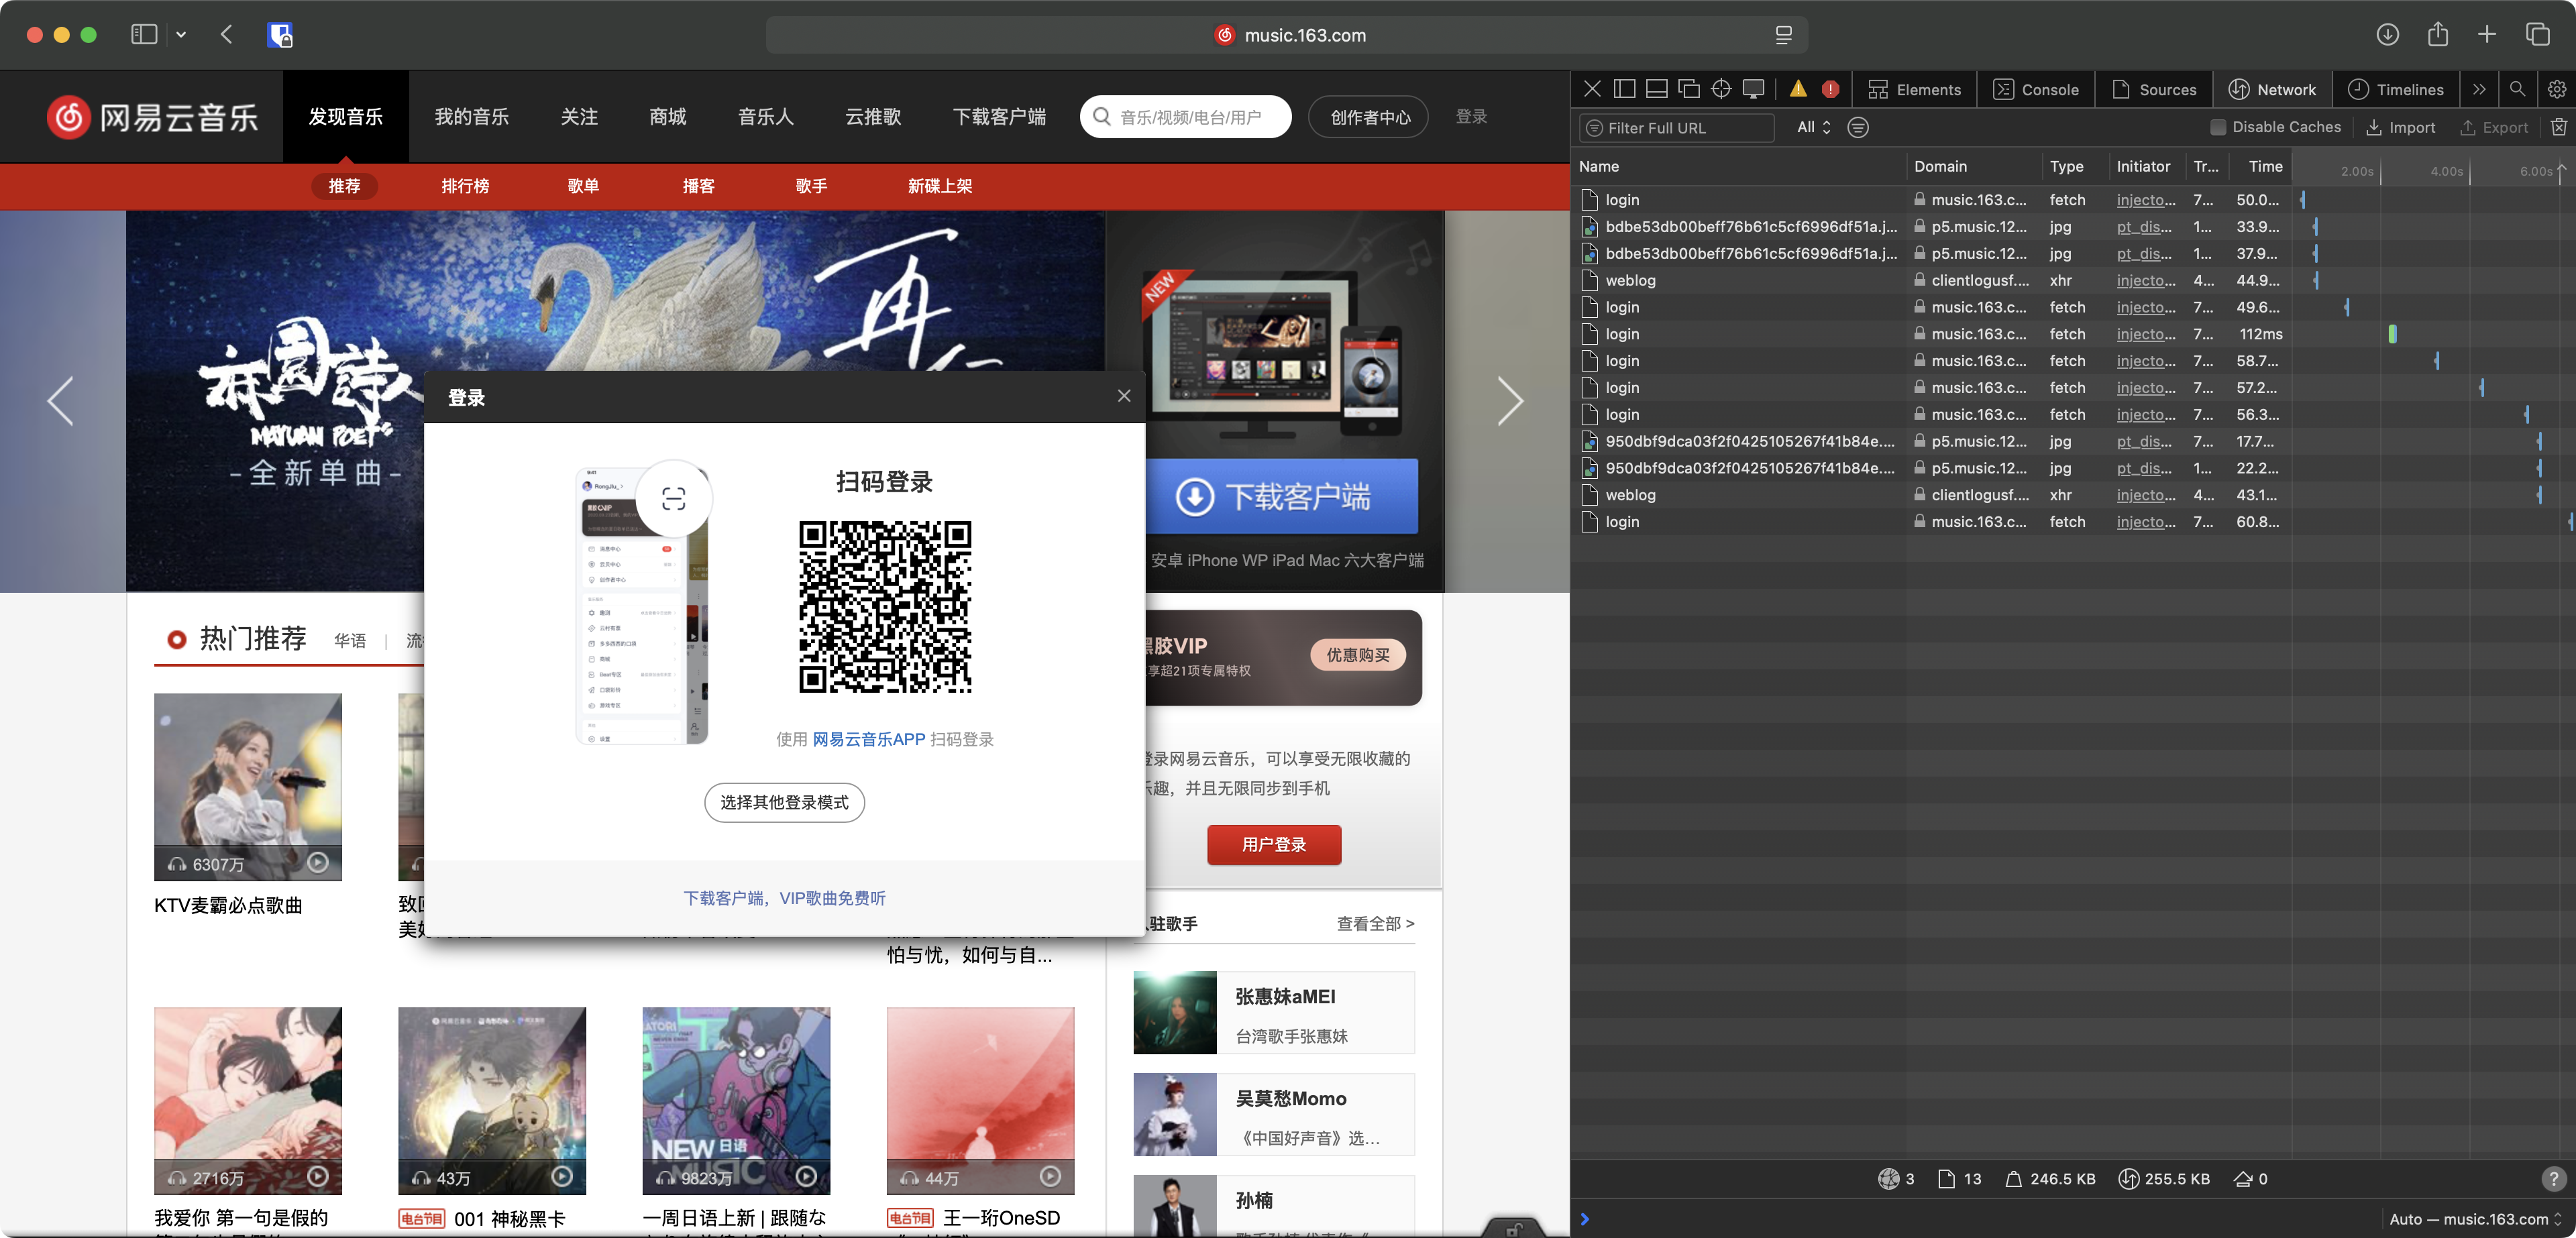 music.163.com
网易云音乐
发现音乐
我的音乐
关注
商城
音乐人
云推歌
下载客户端
音乐/视频/电台/用户
创作者中心
登录
推荐
排行榜
歌单
播客
歌手
新碟上架
麻園詩人
MAYUAN POET
-全新单曲-
再
NEW
下载客户端
安卓 iPhone WP iPad Mac 六大客户端
登录
扫码登录
使用 网易云音乐APP 扫码登录
选择其他登录模式
下载客户端，VIP歌曲免费听
热门推荐
华语
|
6307万
KTV麦霸必点歌曲
怕与忧，如何与自...
2716万
43万
9823万
44万
NEW 日语
MUSIC
我爱你 第一句是假的
电台节目 001 神秘黑卡
一周日语上新 | 跟随な
电台节目 王一珩OneSD
胶VIP
享超21项专属特权
优惠购买
录网易云音乐，可以享受无限收藏的
乐趣，并且无限同步到手机
用户登录
驻歌手
查看全部 >
张惠妹aMEI
台湾歌手张惠妹
吴莫愁Momo
《中国好声音》选...
孙楠
Elements
Console
Sources
Network
Timelines
Filter Full URL
All
Disable Caches
Import
Export
Name Domain Type Initiator Tr... Time 2.00s 4.00s 6.00s
login music.163.c... fetch injecto... 7... 50.0...
bdbe53db00beff76b61c5cf6996df51a.j... p5.music.12... jpg pt_dis... 1... 33.9...
bdbe53db00beff76b61c5cf6996df51a.j... p5.music.12... jpg pt_dis... 1... 37.9...
weblog clientlogusf.... xhr injecto... 4... 44.9...
login music.163.c... fetch injecto... 7... 49.6...
login music.163.c... fetch injecto... 7... 112ms
login music.163.c... fetch injecto... 7... 58.7...
login music.163.c... fetch injecto... 7... 57.2...
login music.163.c... fetch injecto... 7... 56.3...
950dbf9dca03f2f0425105267f41b84e.... p5.music.12... jpg pt_dis... 7... 17.7...
950dbf9dca03f2f0425105267f41b84e.... p5.music.12... jpg pt_dis... 1... 22.2...
weblog clientlogusf.... xhr injecto... 4... 43.1...
login music.163.c... fetch injecto... 7... 60.8...
3
13
246.5 KB
255.5 KB
0
?
Auto — music.163.com